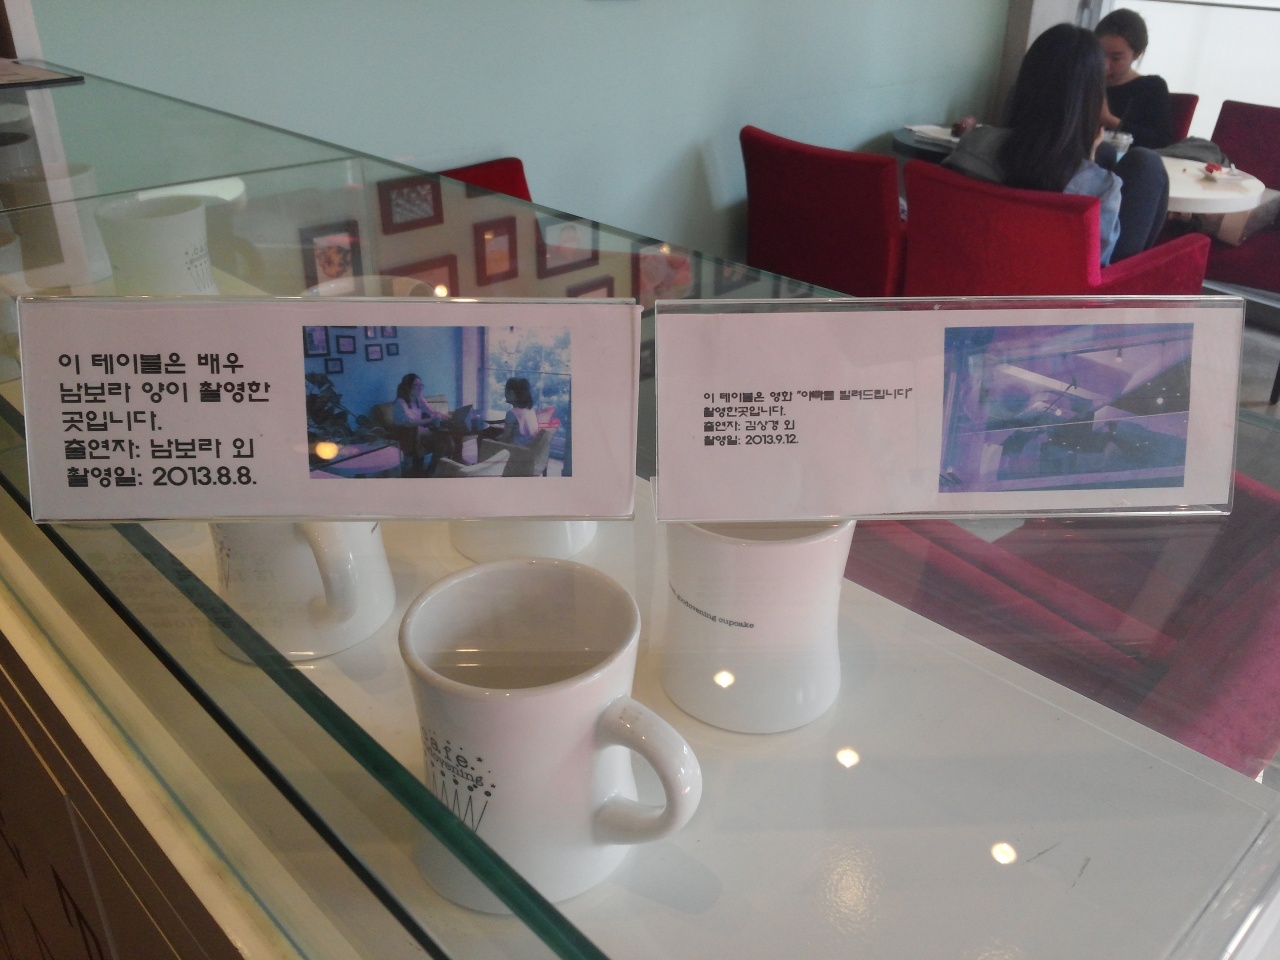 이 테이블은 배우
남보라 양이 촬영한
곳입니다.
출연자: 남보라 외
촬영일: 2013.8.8.
이 테이블은 영화 "아빠를 빌려드립니다"
촬영한곳입니다.
출연자: 김상경 외
촬영일: 2013.9.12.
cupcake
cafe